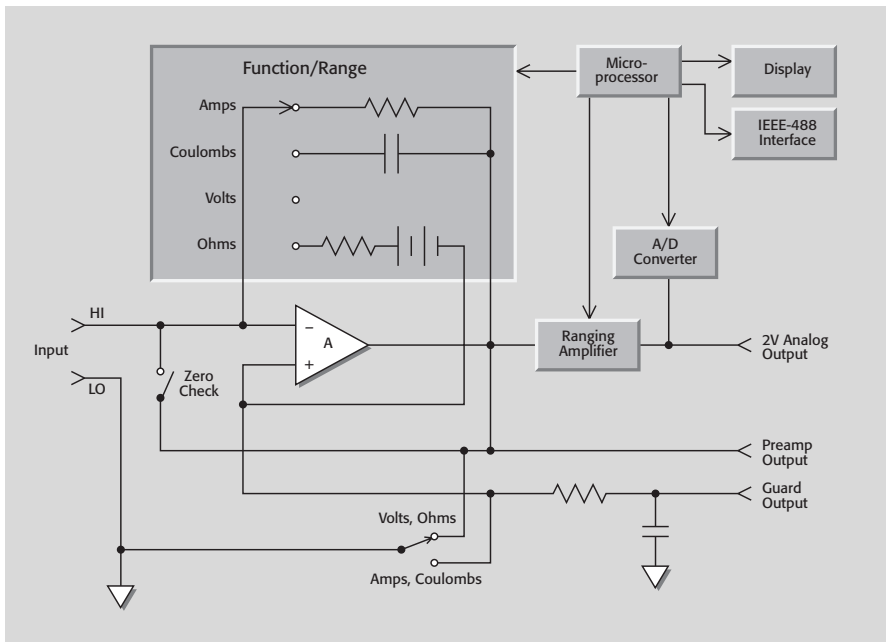 Function/Range
Amps
Coulombs
Volts
Ohms
Micro-
processor
Display
IEEE-488
Interface
A/D
Converter
HI
Input
LO
Zero
Check
–
A
+
Ranging
Amplifier
2V Analog
Output
Preamp
Output
Guard
Output
Volts, Ohms
Amps, Coulombs